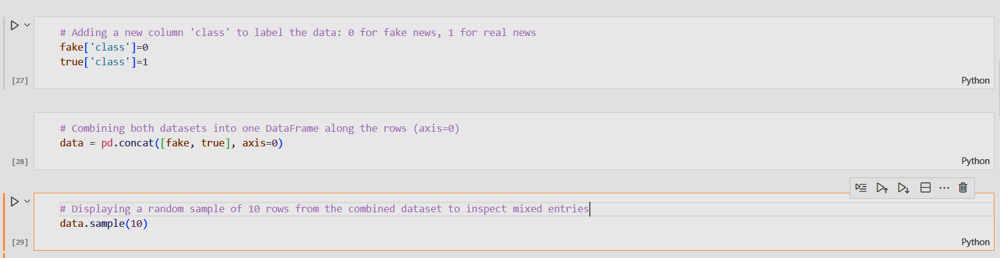 # Adding a new column 'class' to label the data: 0 for fake news, 1 for real news
fake['class']=0
true['class']=1
[27]
Python
# Combining both datasets into one DataFrame along the rows (axis=0)
data = pd.concat([fake, true], axis=0)
[28]
Python
# Displaying a random sample of 10 rows from the combined dataset to inspect mixed entries
data.sample(10)
[29]
Python